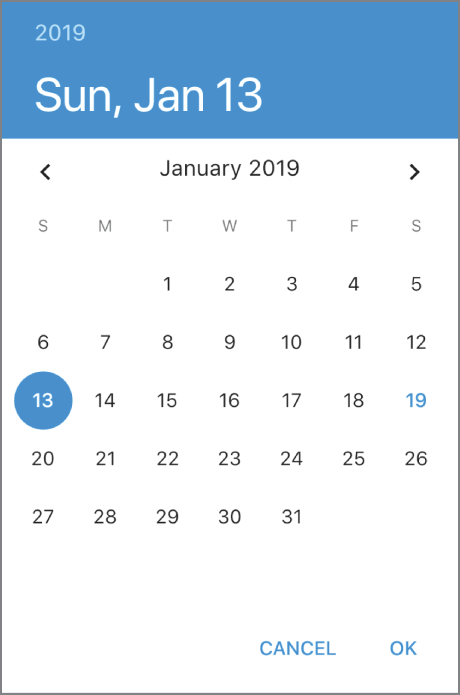 2019
Sun, Jan 13
January 2019
S M T W T F S
1 2 3 4 5
6 7 8 9 10 11 12
13 14 15 16 17 18 19
20 21 22 23 24 25 26
27 28 29 30 31
CANCEL OK